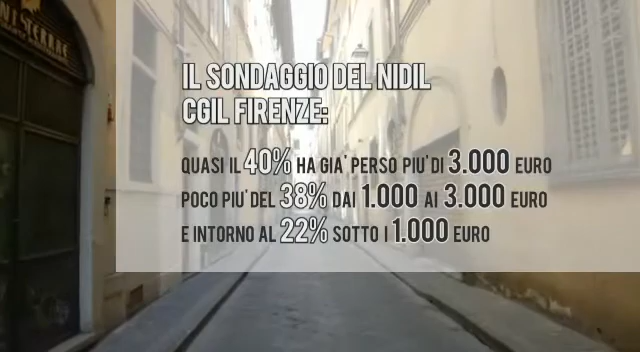 IL SONDAGGIO DEL NIDIL
CGIL FIRENZE:
QUASI IL 40% HA GIA' PERSO PIU' DI 3.000 EURO
POCO PIU' DEL 38% DAI 1.000 AI 3.000 EURO
E INTORNO AL 22% SOTTO I 1.000 EURO